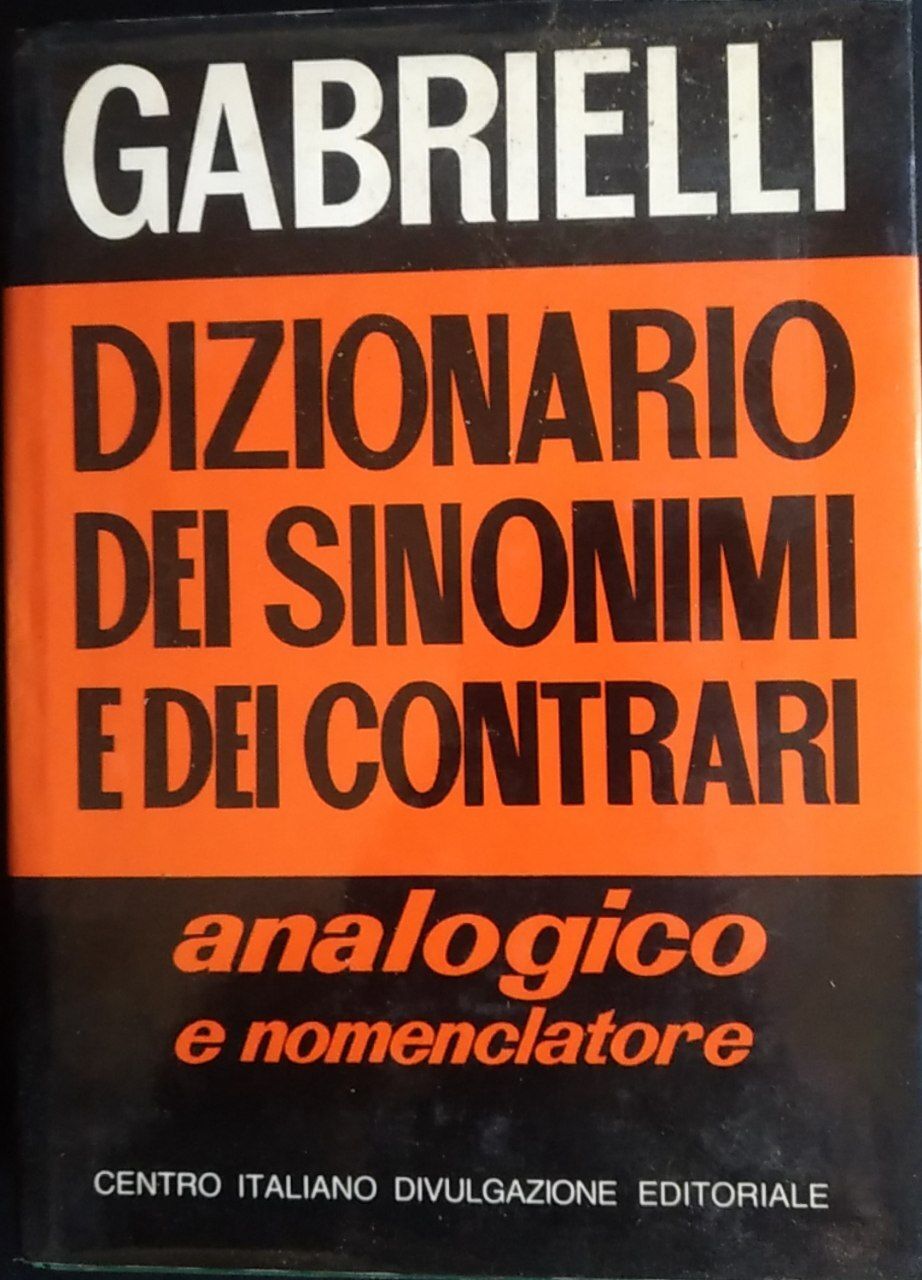 GABRIELLI
DIZIONARIO
DEI SINONIMI
E DEI CONTRARI
analogico
e nomenclatore
CENTRO ITALIANO DIVULGAZIONE EDITORIALE